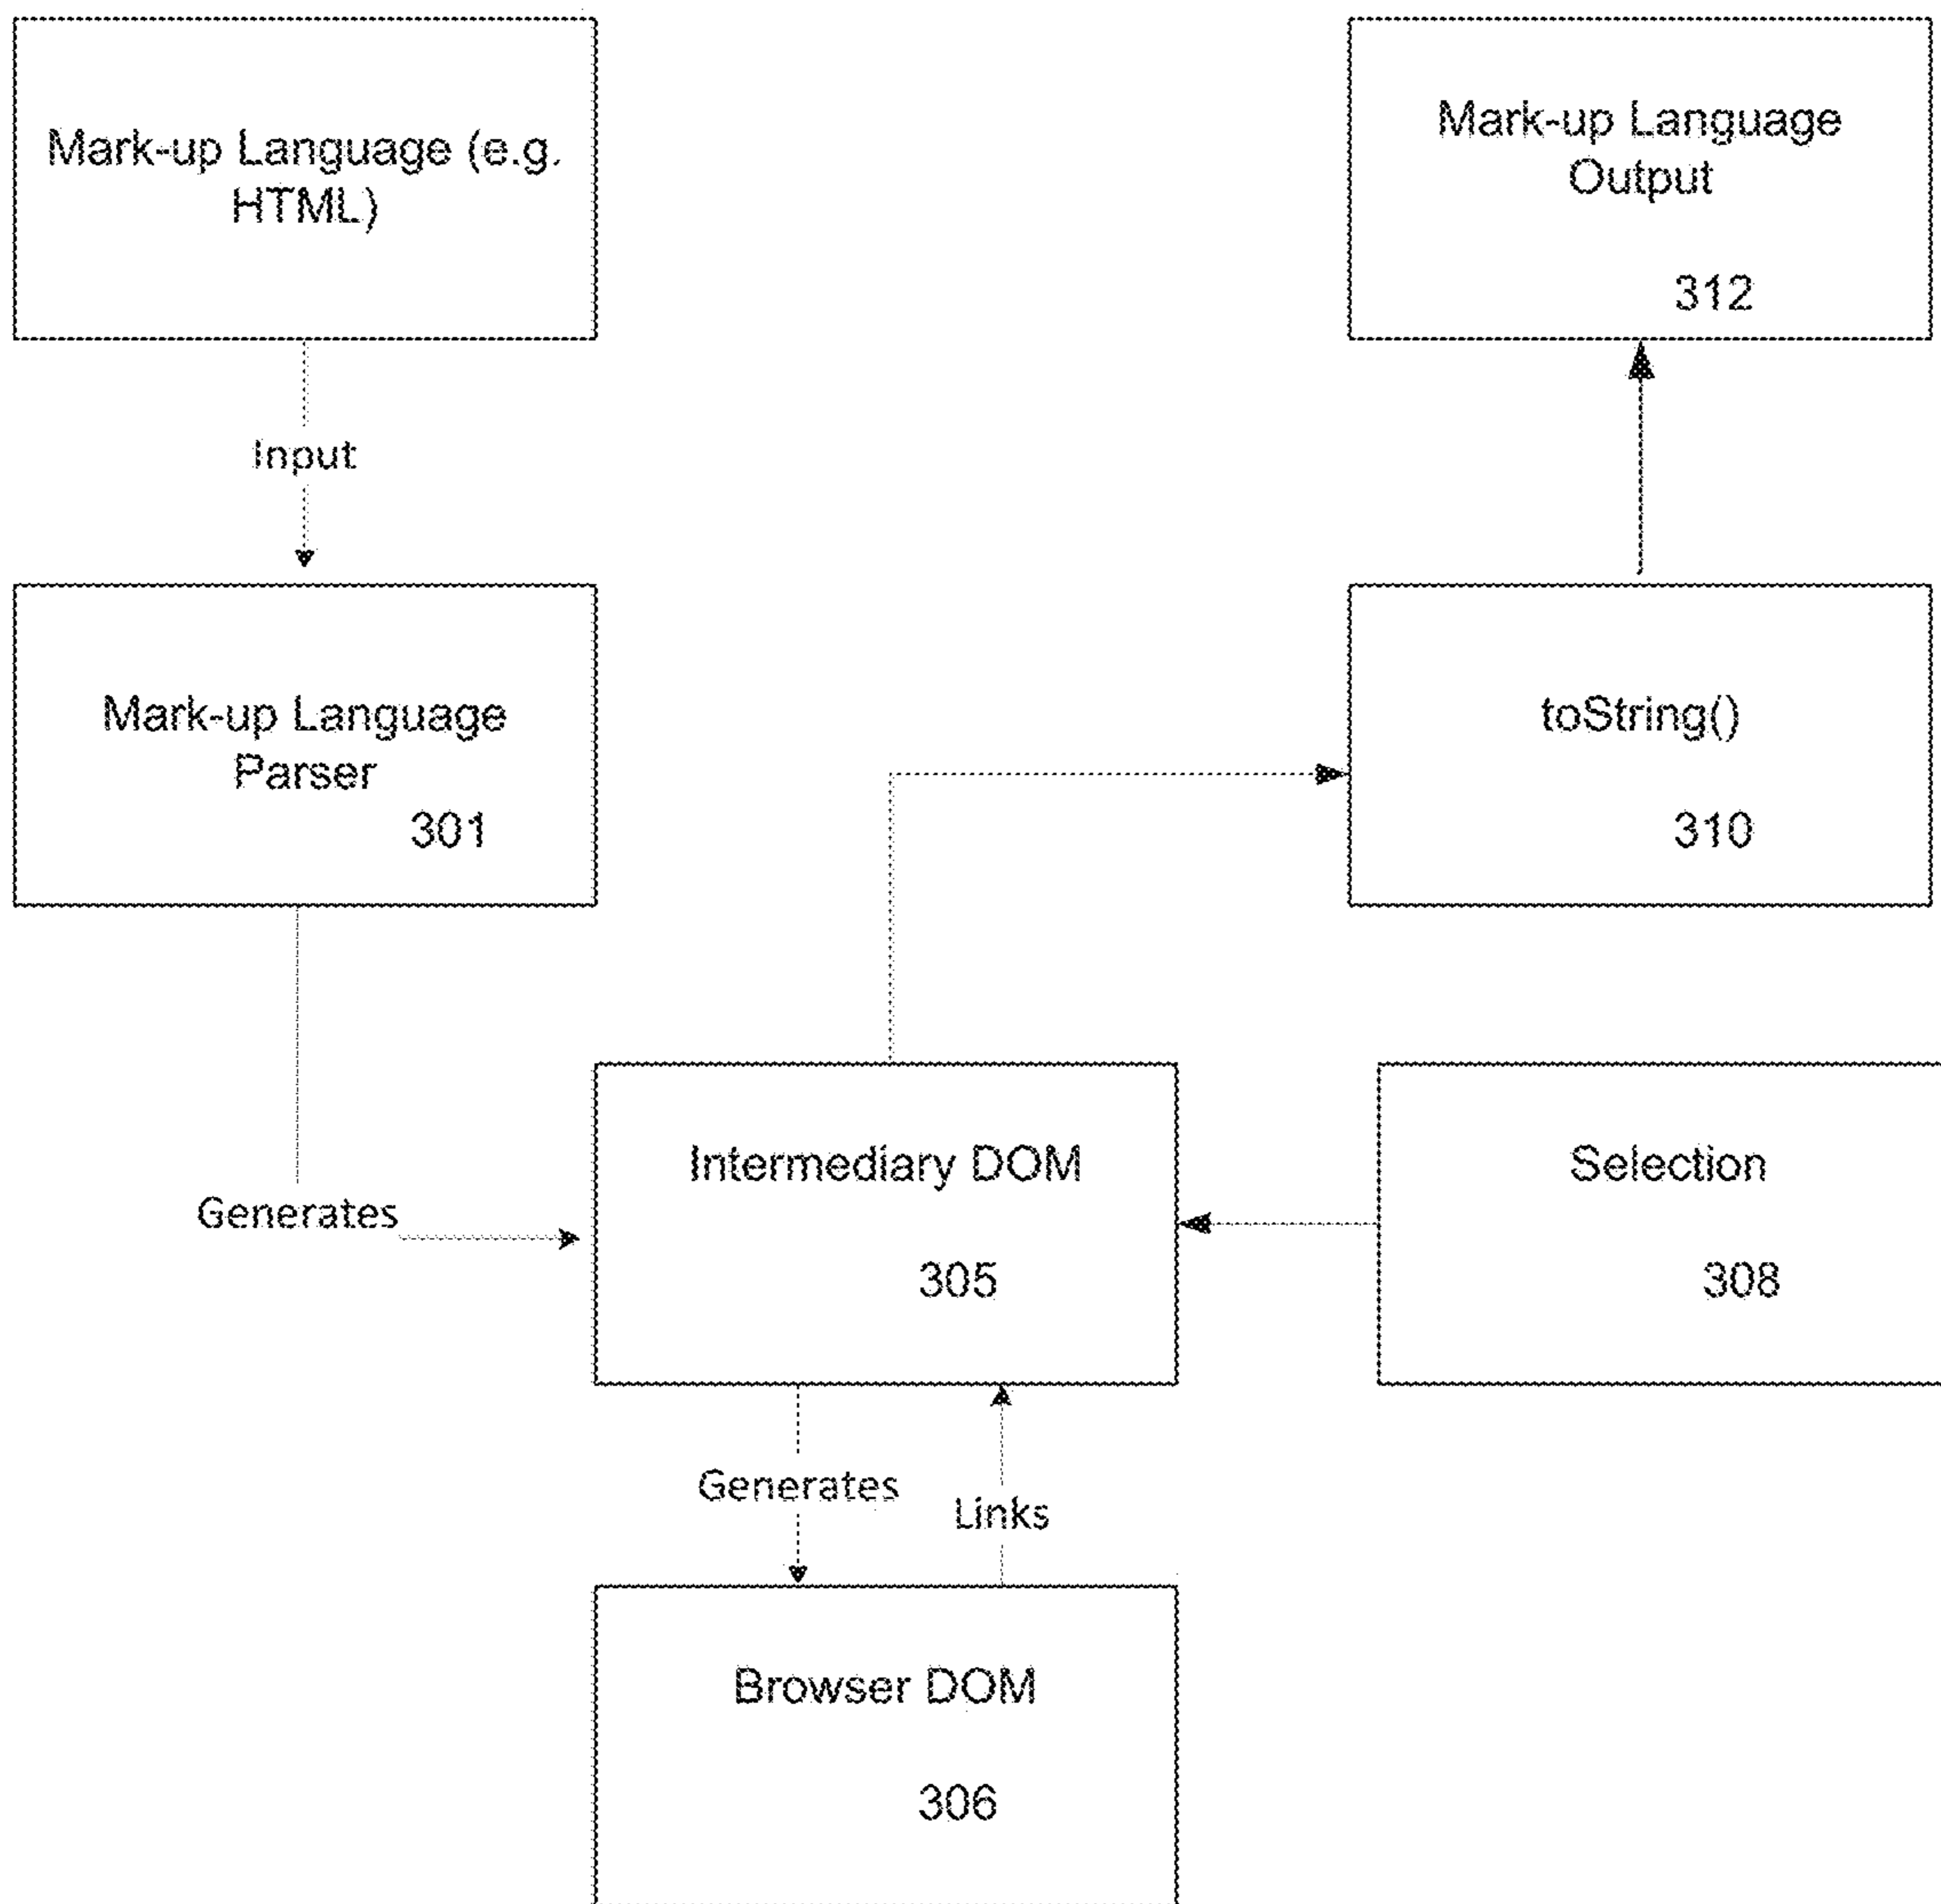 Mark-up Language (e.g.
HTML)
Input
Mark-up Language
Parser
301
Generates
Mark-up Language
Output
312
toString()
310
Intermediary DOM
305
Selection
308
Generates
Links
Browser DOM
306